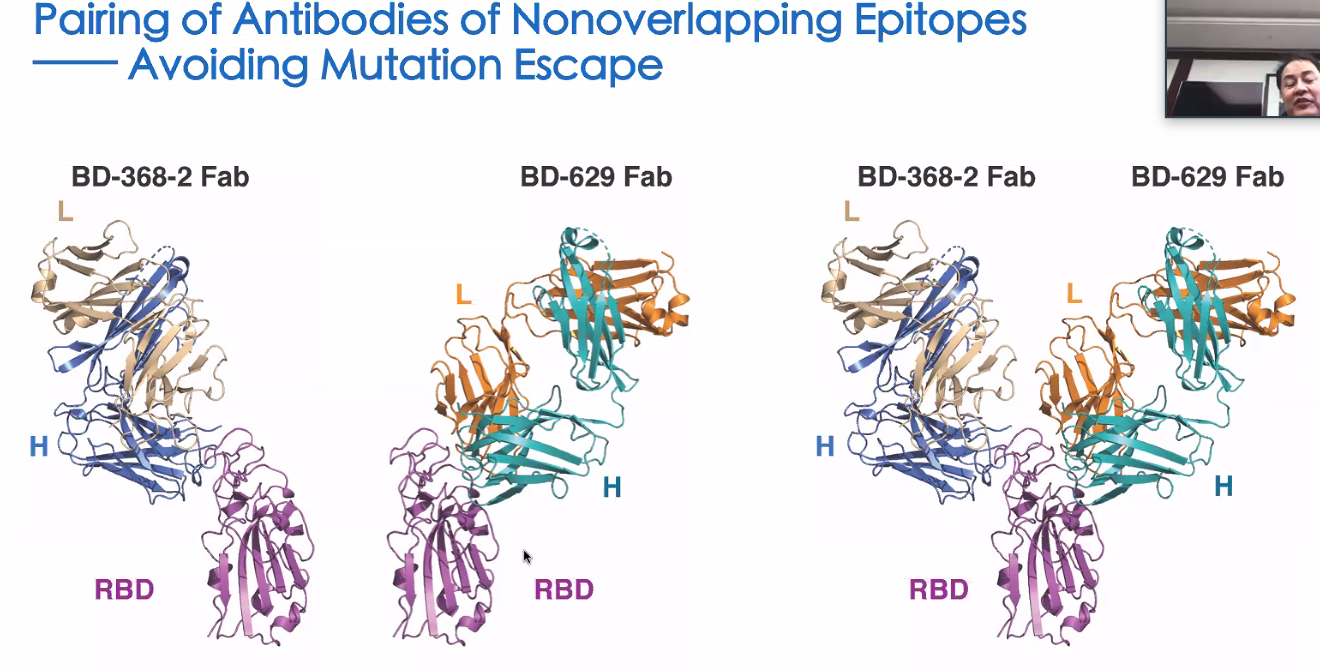 Pairing of Antibodies of Nonoverlapping Epitopes
—— Avoiding Mutation Escape
BD-368-2 Fab
BD-629 Fab
BD-368-2 Fab
BD-629 Fab
L
L
L
L
H
H
H
H
RBD
RBD
RBD